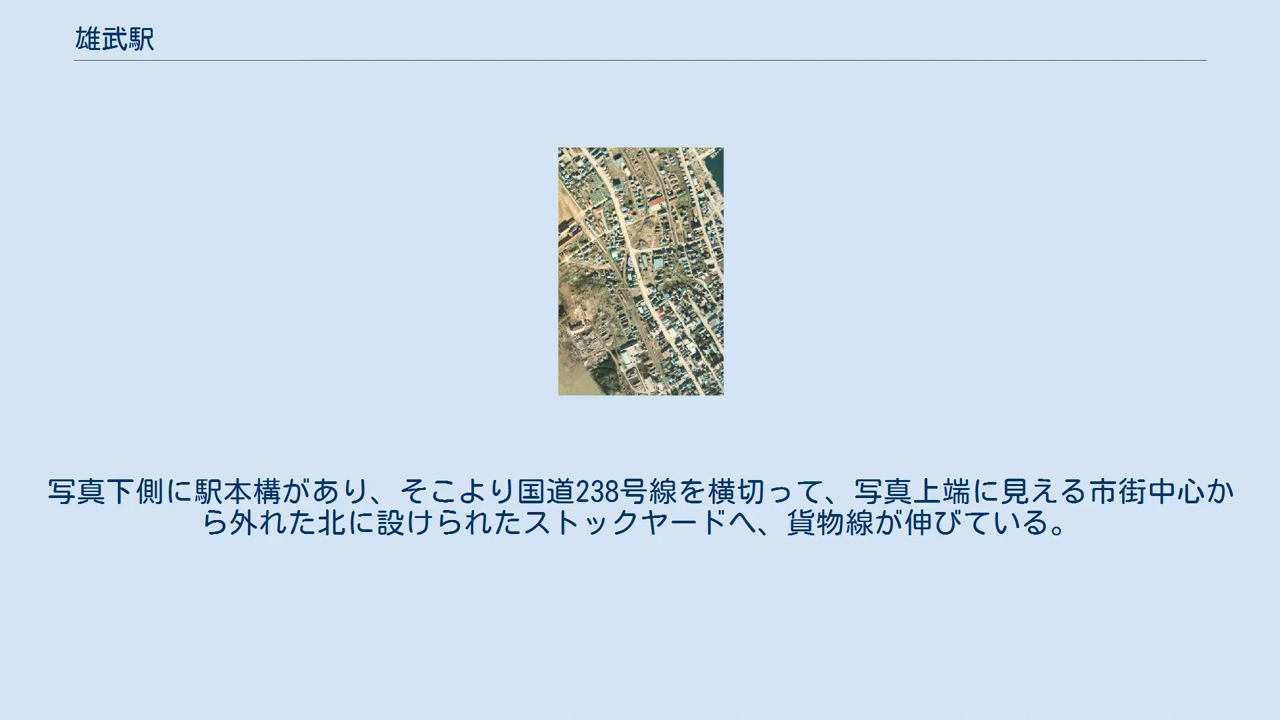 雄武駅
写真下側に駅本構があり、そこより国道238号線を横切って、写真上端に見える市街中心か
ら外れた北に設けられたストックヤードへ、貨物線が伸びている。